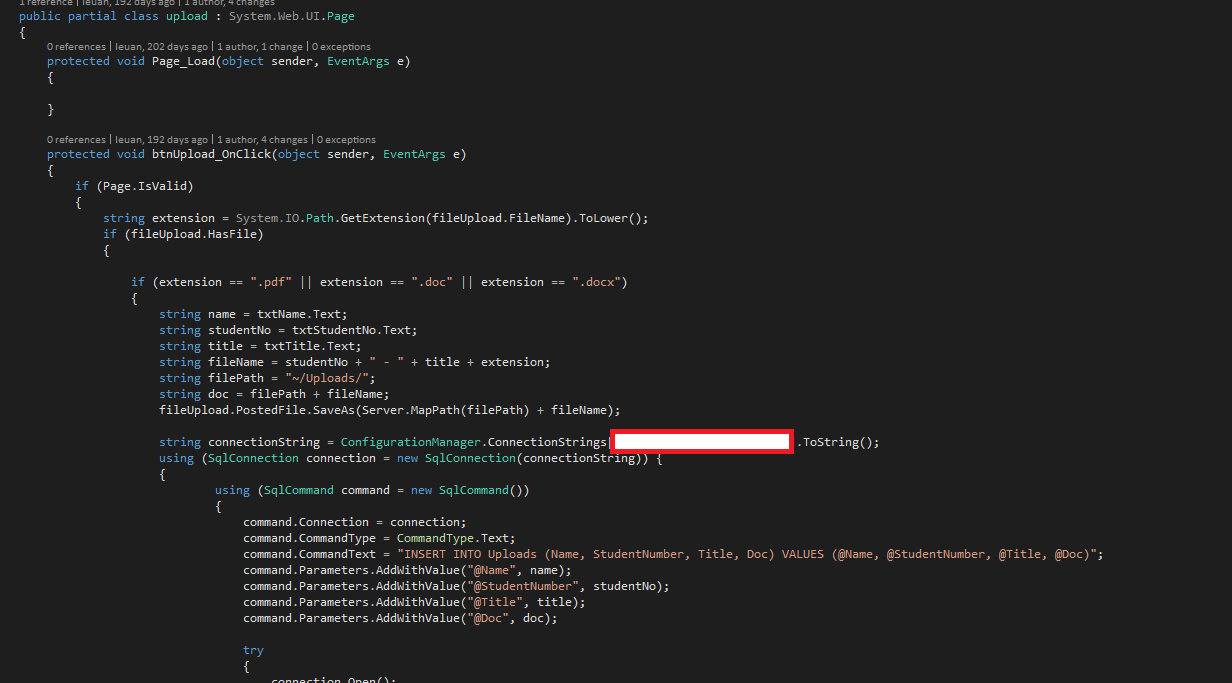 1 reference | Ieuan, 192 days ago | 1 author, 4 changes
public partial class upload : System.Web.UI.Page
{
0 references | Ieuan, 202 days ago | 1 author, 1 change | 0 exceptions
protected void Page_Load(object sender, EventArgs e)
{
}
0 references | Ieuan, 192 days ago | 1 author, 4 changes | 0 exceptions
protected void btnUpload_OnClick(object sender, EventArgs e)
{
if (Page.IsValid)
{
string extension = System.IO.Path.GetExtension(fileUpload.FileName).ToLower();
if (fileUpload.HasFile)
{
if (extension == ".pdf" || extension == ".doc" || extension == ".docx")
{
string name = txtName.Text;
string studentNo = txtStudentNo.Text;
string title = txtTitle.Text;
string fileName = studentNo + " - " + title + extension;
string filePath = "~/Uploads/";
string doc = filePath + fileName;
fileUpload.PostedFile.SaveAs(Server.MapPath(filePath) + fileName);
string connectionString = ConfigurationManager.ConnectionStrings[ .ToString();
using (SqlConnection connection = new SqlConnection(connectionString)) {
{
using (SqlCommand command = new SqlCommand())
{
command.Connection = connection;
command.CommandType = CommandType.Text;
command.CommandText = "INSERT INTO Uploads (Name, StudentNumber, Title, Doc) VALUES (@Name, @StudentNumber, @Title, @Doc)";
command.Parameters.AddWithValue("@Name", name);
command.Parameters.AddWithValue("@StudentNumber", studentNo);
command.Parameters.AddWithValue("@Title", title);
command.Parameters.AddWithValue("@Doc", doc);
try
{
connection.Open();